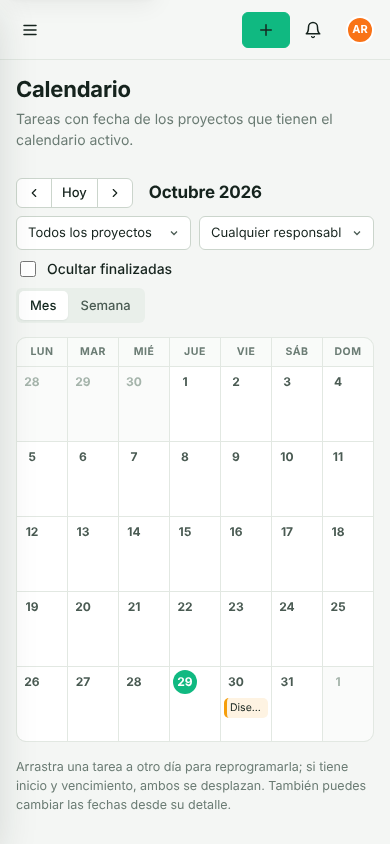 AR
Calendario
Tareas con fecha de los proyectos que tienen el
calendario activo.
Hoy
Octubre 2026
Todos los proyectos
Cualquier responsabl
Ocultar finalizadas
Mes Semana
LUN MAR MIÉ JUE VIE SÁB DOM
28 29 30 1 2 3 4
5 6 7 8 9 10 11
12 13 14 15 16 17 18
19 20 21 22 23 24 25
26 27 28 29 30 31 1
Dise...
Arrastra una tarea a otro día para reprogramarla; si tiene
inicio y vencimiento, ambos se desplazan. También puedes
cambiar las fechas desde su detalle.